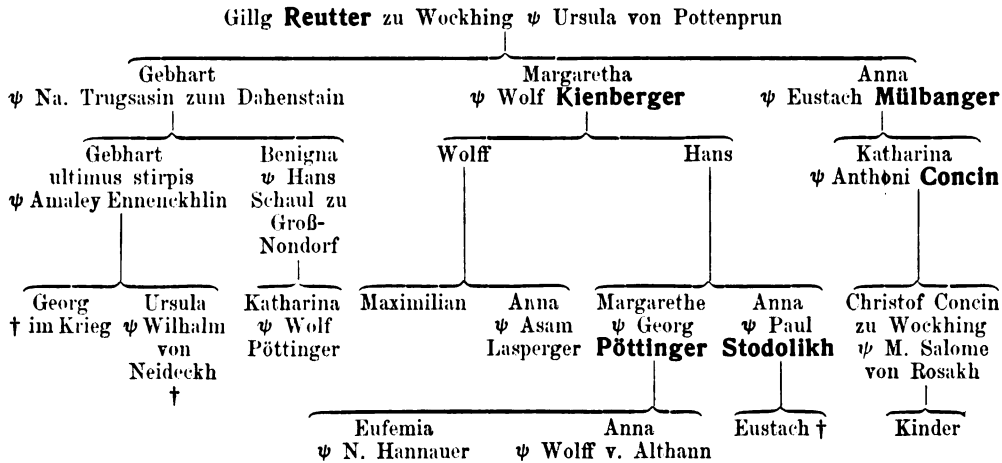 Gillg Reutter zu Wockhing ⚭ Ursula von Pottenprun
Gebhart
⚭ Na. Trugsasin zum Dahenstain
Margaretha
⚭ Wolf Kienberger
Anna
⚭ Eustach Mülbanger
Gebhart
ultimus stirpis
⚭ Amaley Ennenckhlin
Benigna
⚭ Hans
Schaul zu
Groß-
Nondorf
Wolff
Hans
Katharina
⚭ Anthoni Concin
Georg
† im Krieg
Ursula
⚭ Wilhalm
von
Neideckh
†
Katharina
⚭ Wolf
Pöttinger
Maximilian
Anna
⚭ Asam
Lasperger
Margarethe
⚭ Georg
Pöttinger
Anna
⚭ Paul
Stodolikh
Christof Concin
zu Wockhing
⚭ M. Salome
von Rosakh
Eufemia
⚭ N. Hannauer
Anna
⚭ Wolff v. Althann
Eustach †
Kinder